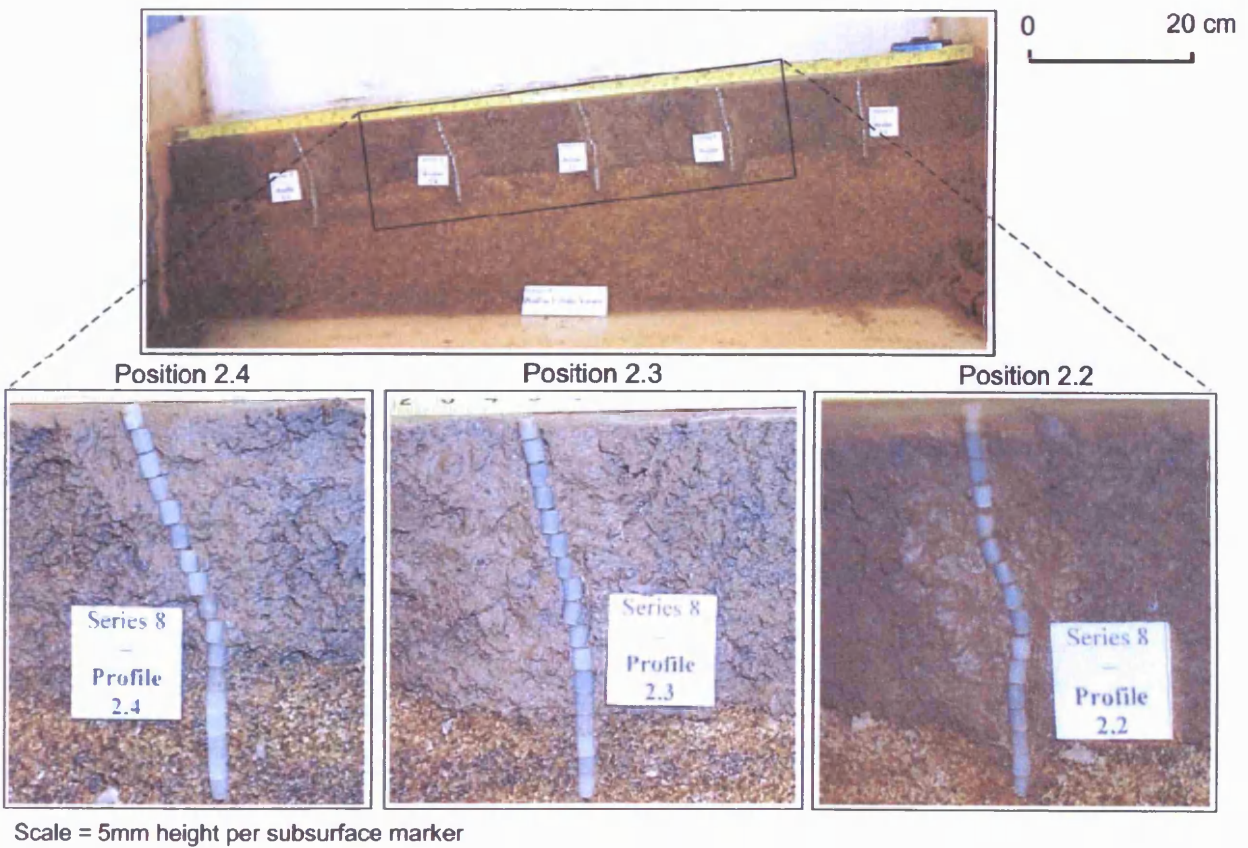 0 20 cm
Position 2.4
Position 2.3
Position 2.2
Series 8
–
Profile
2.4
Series 8
–
Profile
2.3
Series 8
–
Profile
2.2
Scale = 5mm height per subsurface marker